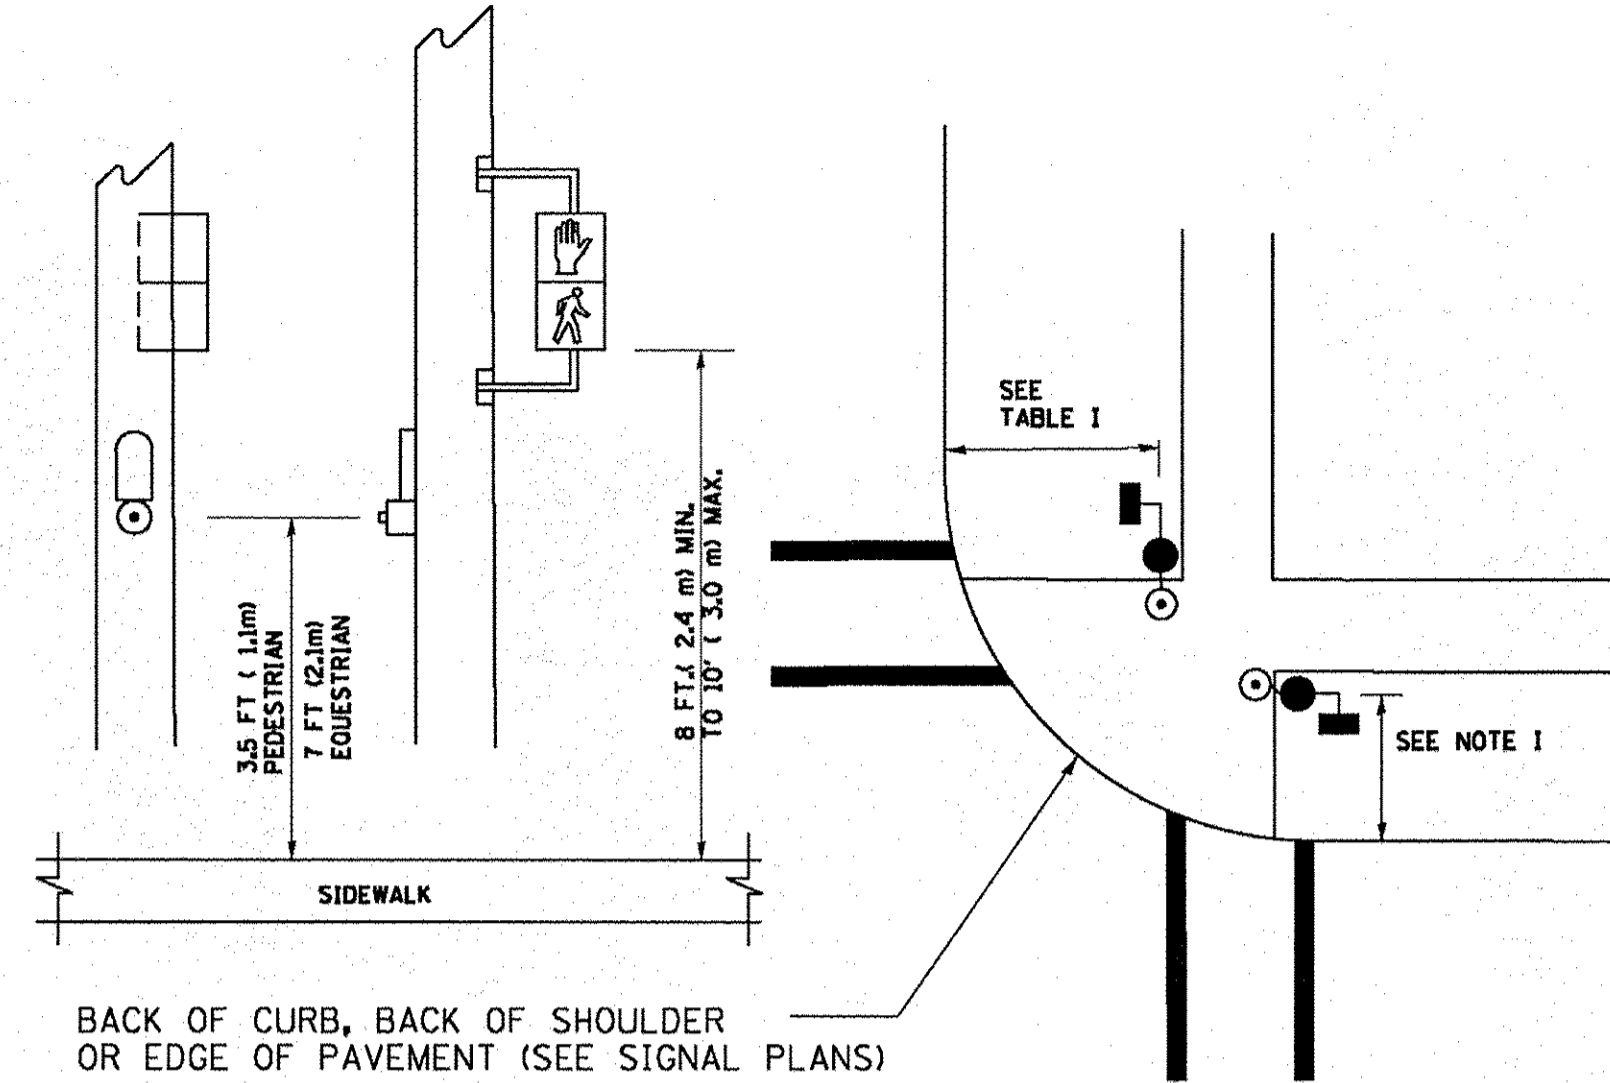 SEE
TABLE I
3.5 FT ( 1.1m)
PEDESTRIAN
7 FT (2.1m)
EQUESTRIAN
8 FT.( 2.4 m) MIN.
TO 10' ( 3.0 m) MAX.
SEE NOTE I
SIDEWALK
BACK OF CURB, BACK OF SHOULDER
OR EDGE OF PAVEMENT (SEE SIGNAL PLANS)